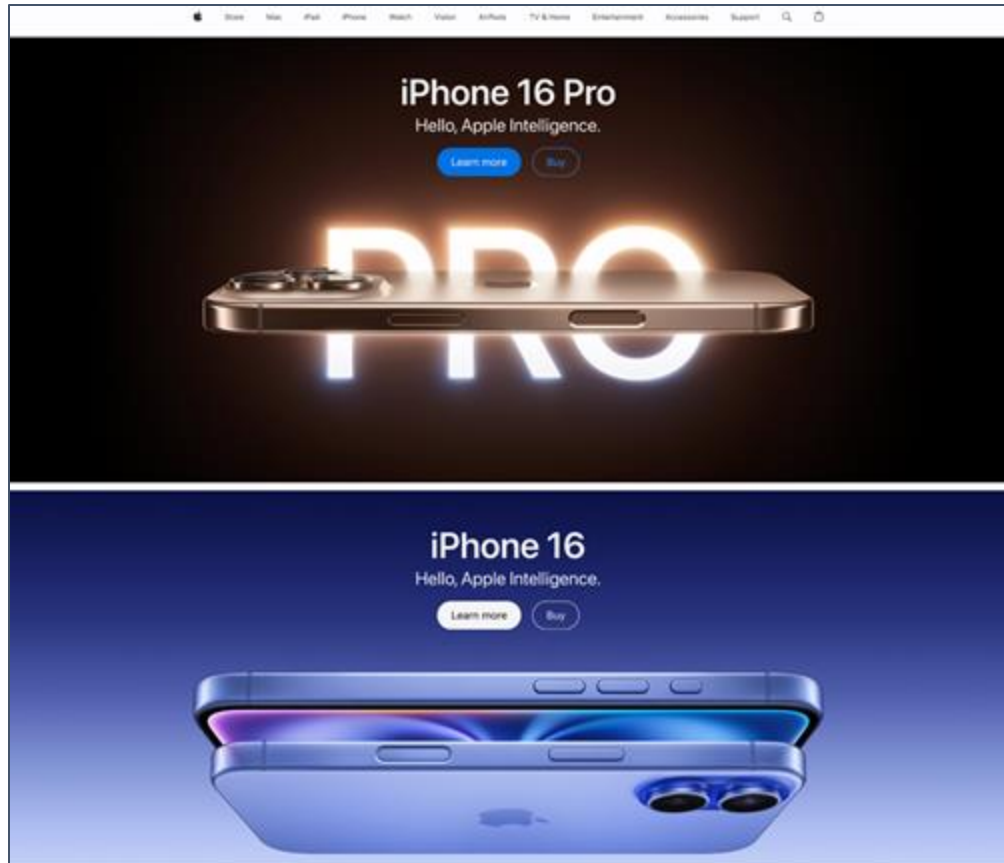 Store Mac iPad iPhone Watch Vision AirPods TV & Home Entertainment Accessories Support
iPhone 16 Pro
Hello, Apple Intelligence.
Learn more Buy
PRO
iPhone 16
Hello, Apple Intelligence.
Learn more Buy